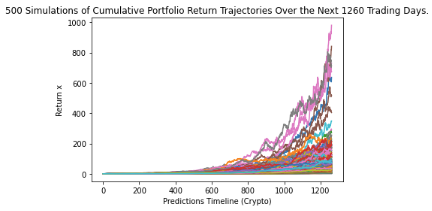 500 Simulations of Cumulative Portfolio Return Trajectories Over the Next 1260 Trading Days.
1000
800
600
400
200
0
Return x
0 200 400 600 800 1000 1200
Predictions Timeline (Crypto)